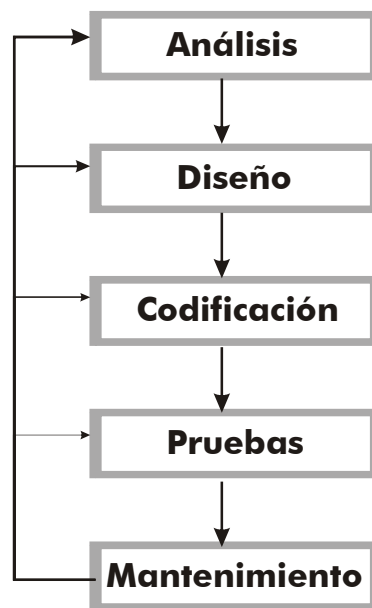 Análisis
Diseño
Codificación
Pruebas
Mantenimiento